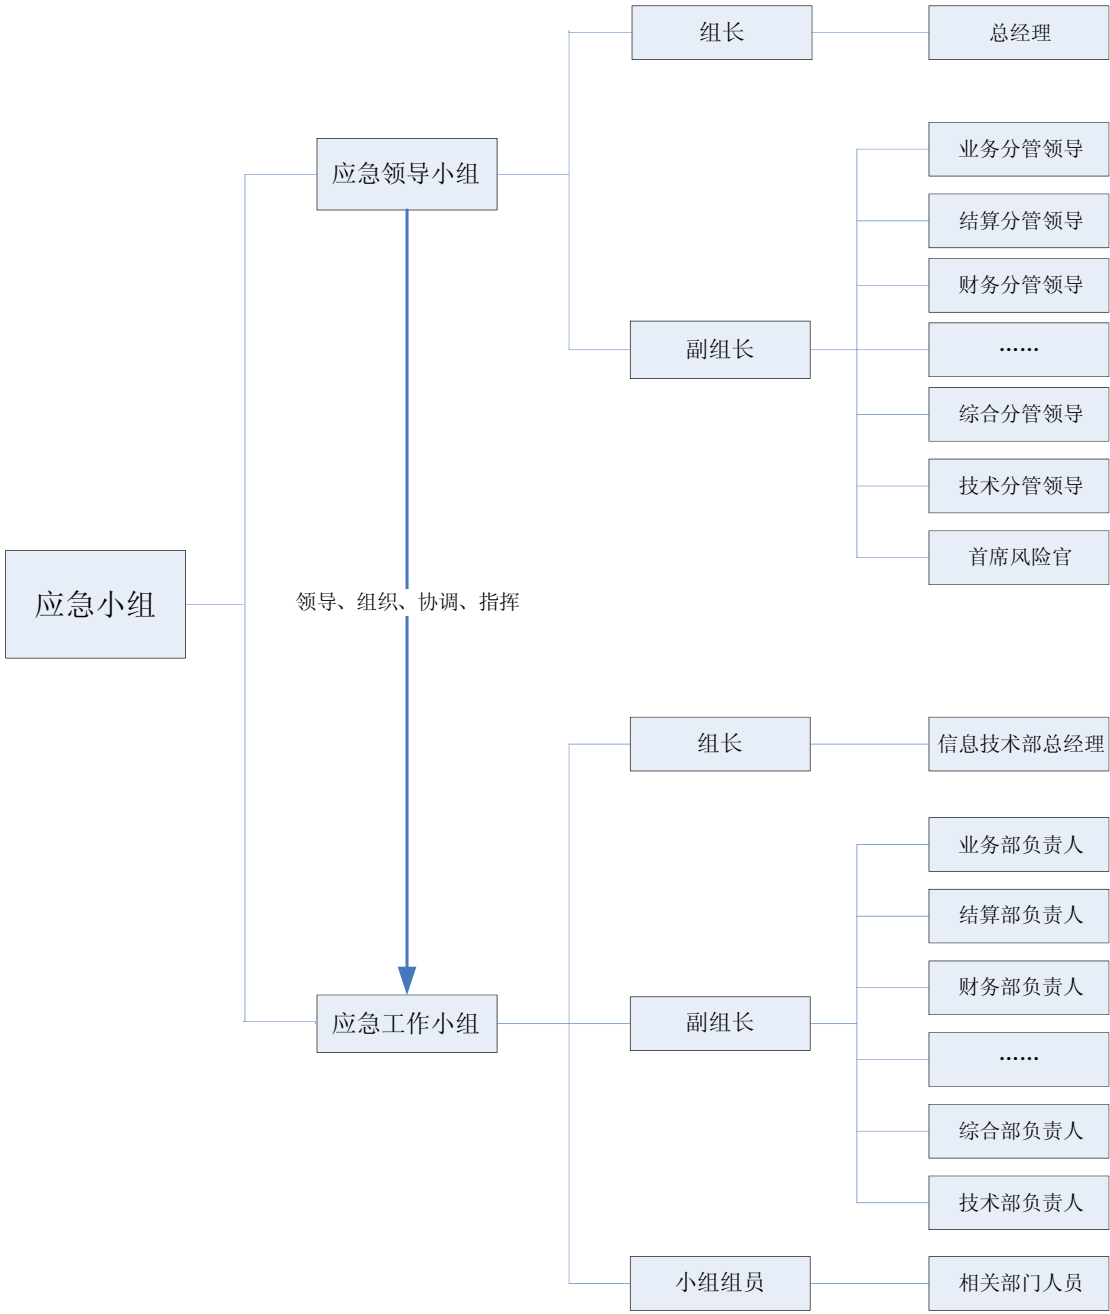 组长
总经理
业务分管领导
应急领导小组
结算分管领导
财务分管领导
副组长
……
综合分管领导
技术分管领导
首席风险官
应急小组
领导、组织、协调、指挥
组长
信息技术部总经理
业务部负责人
结算部负责人
财务部负责人
应急工作小组
副组长
……
综合部负责人
技术部负责人
小组组员
相关部门人员